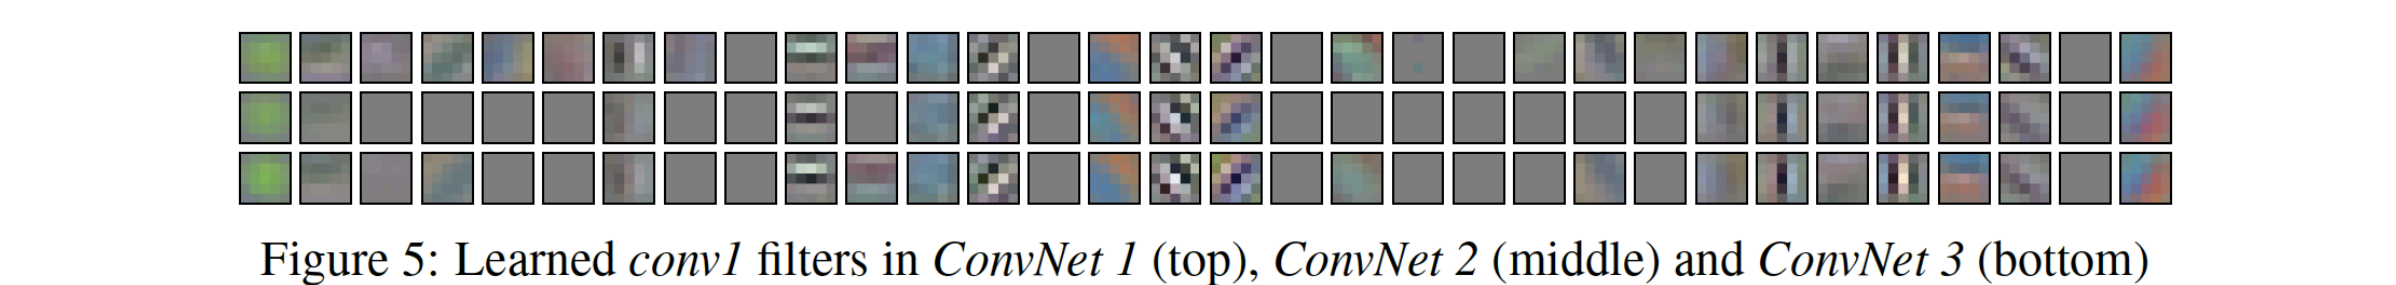 Figure 5: Learned conv1 filters in ConvNet 1 (top), ConvNet 2 (middle) and ConvNet 3 (bottom)